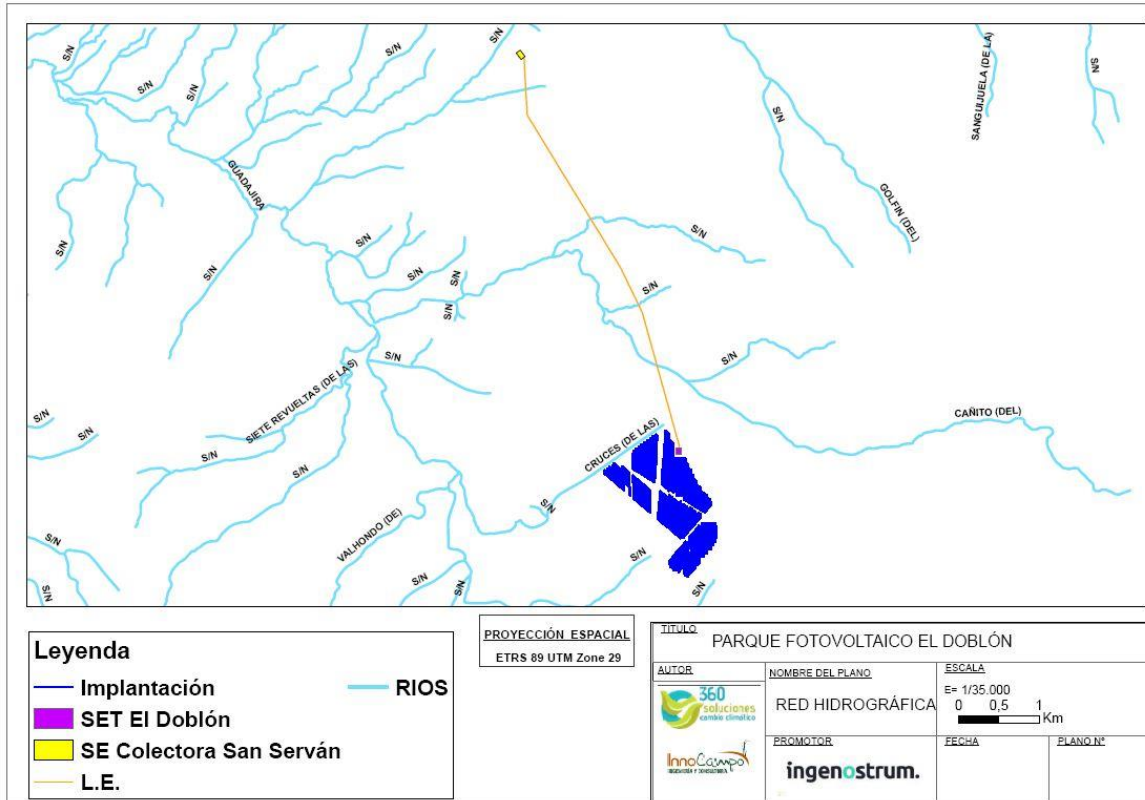 S/N
S/N
S/N
S/N
S/N
SANGUIJUELA (DE LA)
S/N
S/N
GUADAJIRA
GOLFIN (DEL)
S/N
S/N
S/N
S/N
S/N
S/N
S/N
S/N
S/N
S/N
S/N
SIETE REVUELTAS (DE LAS)
CAÑITO (DEL)
S/N
S/N
CRUCES (DE LAS)
S/N
S/N
S/N
VALHONDO (DE)
S/N
S/N
S/N
S/N
S/N
S/N
Leyenda
Implantación
RIOS
SET El Doblón
SE Colectora San Serván
L.E.
PROYECCIÓN ESPACIAL
ETRS 89 UTM Zone 29
TITULO
PARQUE FOTOVOLTAICO EL DOBLÓN
AUTOR
360
soluciones
cambio climático
InnoCampo
INGENIERÍA Y CONSULTORÍA
NOMBRE DEL PLANO
RED HIDROGRÁFICA
ESCALA
E= 1/35.000
0 0,5 1
Km
PROMOTOR
ingenostrum.
FECHA
PLANO Nº